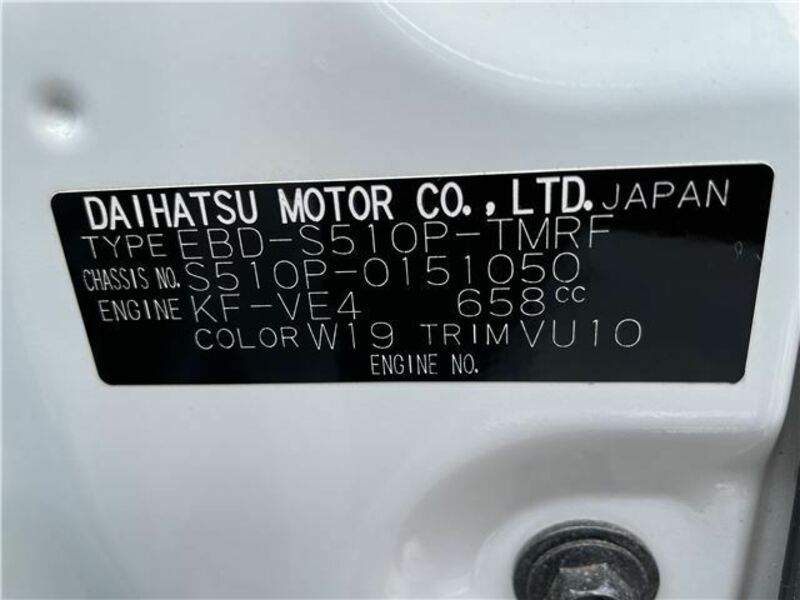 DAIHATSU MOTOR CO., LTD. JAPAN
TYPE EBD-S510P-TMRF
CHASSIS NO. S510P-0151050
ENGINE KF-VE4 658cc
COLOR W19 TRIM VU10
ENGINE NO.